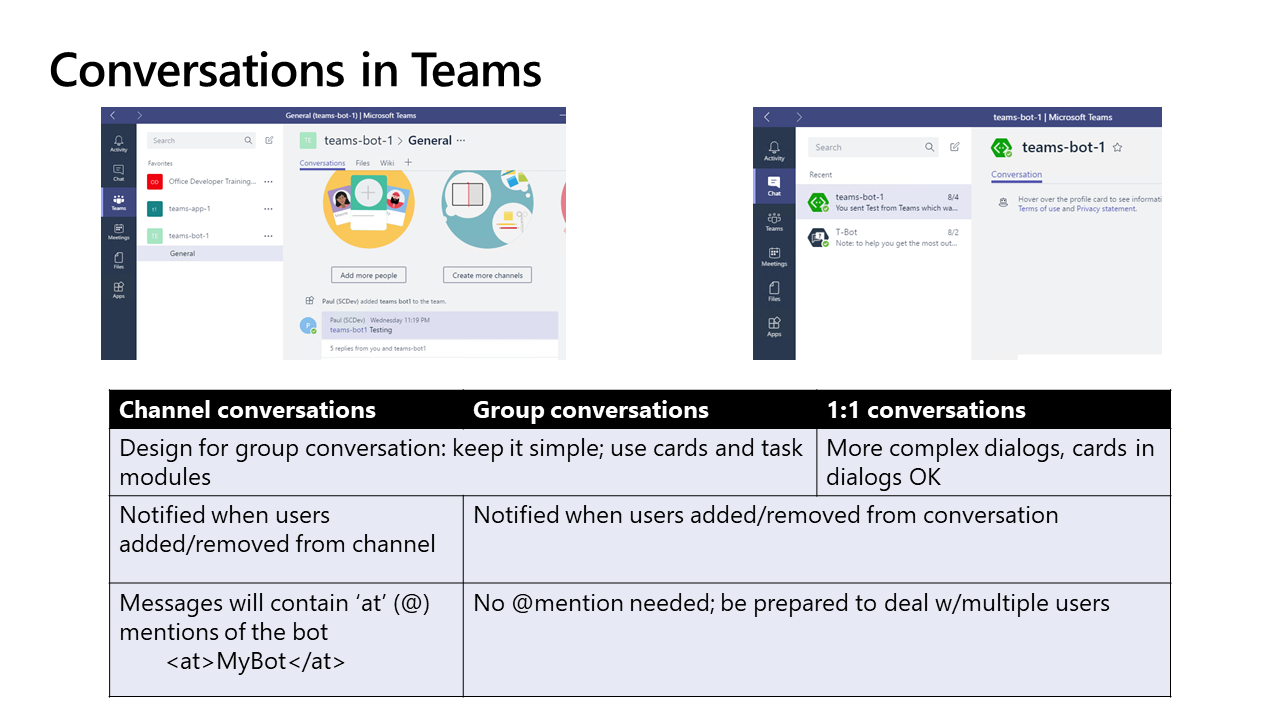 Conversations in Teams
General (teams-bot-1) | Microsoft Teams
Activity
Chat
Teams
Meetings
Files
Apps
Search
Favorites
CD
Office Developer Training... ...
T1
teams-app-1 ...
TE
teams-bot-1 ...
General
TE
teams-bot-1 > General ...
Conversations Files Wiki +
Add more people
Create more channels
Paul (SCDev) added teams bot1 to the team.
Paul (SCDev) Wednesday 11:19 PM
teams-bot1 Testing
5 replies from you and teams-bot1
teams-bot-1 | Microsoft Teams
Activity
Chat
Teams
Meetings
Files
Apps
Search
Recent
teams-bot-1 8/4
You sent Test from Teams which wa...
T-Bot 8/2
Note: to help you get the most out...
teams-bot-1
Conversation
Hover over the profile card to see informati
Terms of use and Privacy statement.
Channel conversations
Group conversations
1:1 conversations
Design for group conversation: keep it simple; use cards and task
modules
More complex dialogs, cards in
dialogs OK
Notified when users
added/removed from channel
Notified when users added/removed from conversation
Messages will contain ‘at’ (@)
mentions of the bot
<at>MyBot</at>
No @mention needed; be prepared to deal w/multiple users